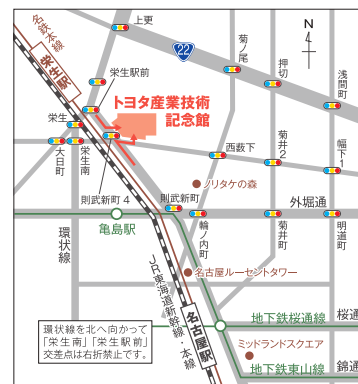 名鉄本線
上更
22
菊ノ尾
N
栄生駅
栄生駅前
押切
浅間町
トヨタ産業技術
記念館
栄生
大日町
栄生南
則武新町4
西薮下
菊井2
幅下1
ノリタケの森
則武新町
外堀通
亀島駅
環状線
輪ノ内町
菊井町
明道町
名古屋ルーセントタワー
JR東海道新幹線・本線
名古屋駅
桜通
地下鉄桜通線
環状線を北へ向かって
「栄生南」「栄生駅前」
交差点は右折禁止です。
ミッドランドスクエア
錦通
地下鉄東山線